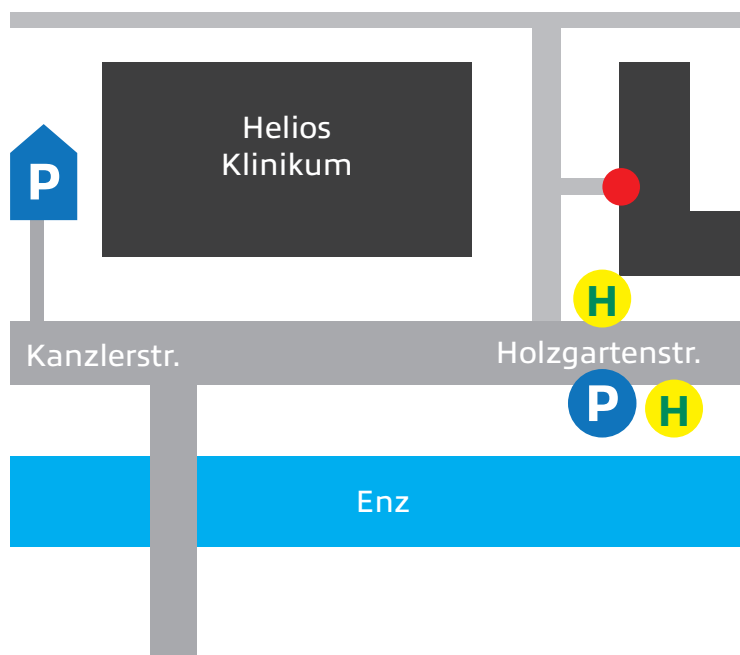 Helios
Klinikum
P
H
Kanzlerstr.
Holzgartenstr.
P
H
Enz